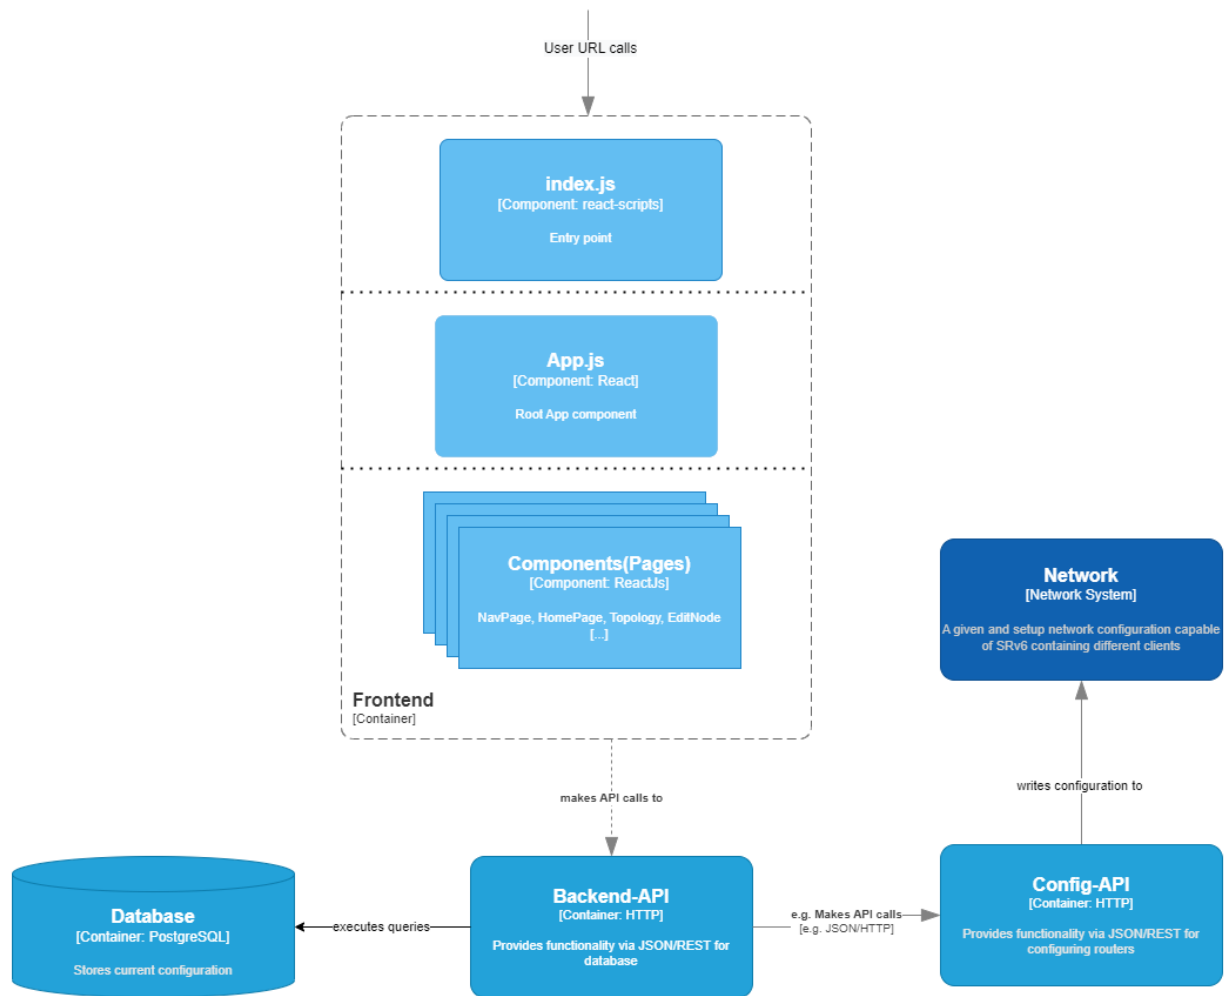 User URL calls
index.js
[Component: react-scripts]
Entry point
App.js
[Component: React]
Root App component
Components(Pages)
[Component: ReactJs]
NavPage, HomePage, Topology, EditNode
[...]
Frontend
[Container]
Network
[Network System]
A given and setup network configuration capable
of SRv6 containing different clients
makes API calls to
writes configuration to
Database
[Container: PostgreSQL]
Stores current configuration
executes queries
Backend-API
[Container: HTTP]
Provides functionality via JSON/REST for
database
e.g. Makes API calls
[e.g. JSON/HTTP]
Config-API
[Container: HTTP]
Provides functionality via JSON/REST for
configuring routers